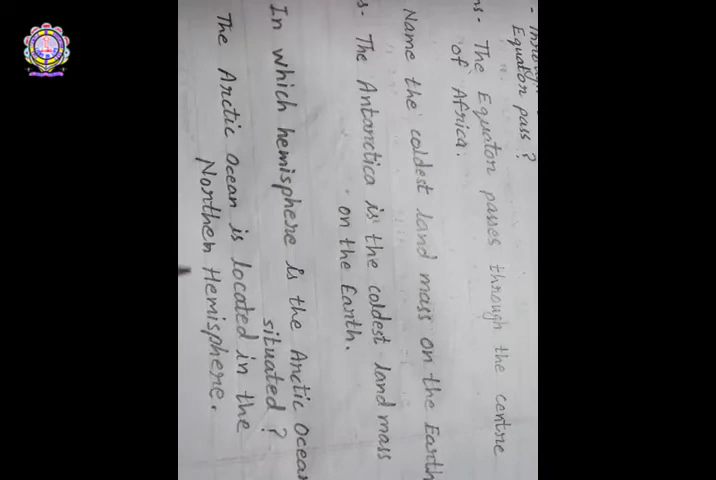 Equator pass?
ns- The Equator passes through the centre
of Africa.
Name the coldest land mass on the Earth
s- The Antarctica is the coldest land mass
on the Earth.
In which hemisphere is the Arctic Ocean
situated?
The Arctic Ocean is located in the
Northen Hemisphere.